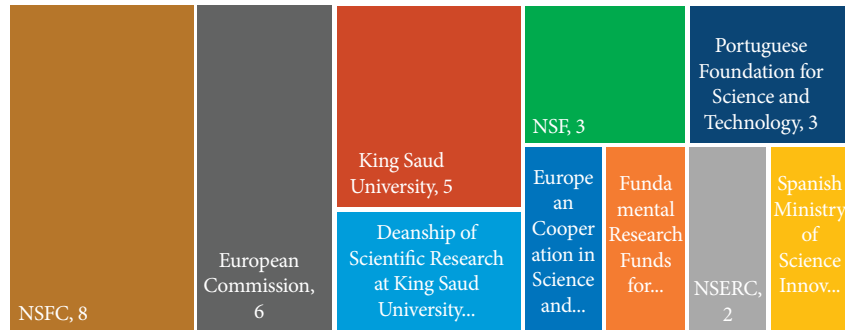 NSFC, 8
European
Commission,
6
King Saud
University, 5
Deanship of
Scientific Research
at King Saud
University...
NSF, 3
Portuguese
Foundation for
Science and
Technology, 3
Europe
an
Cooper
ation in
Science
and...
Funda
mental
Research
Funds
for...
NSERC,
2
Spanish
Ministry
of
Science
Innov...